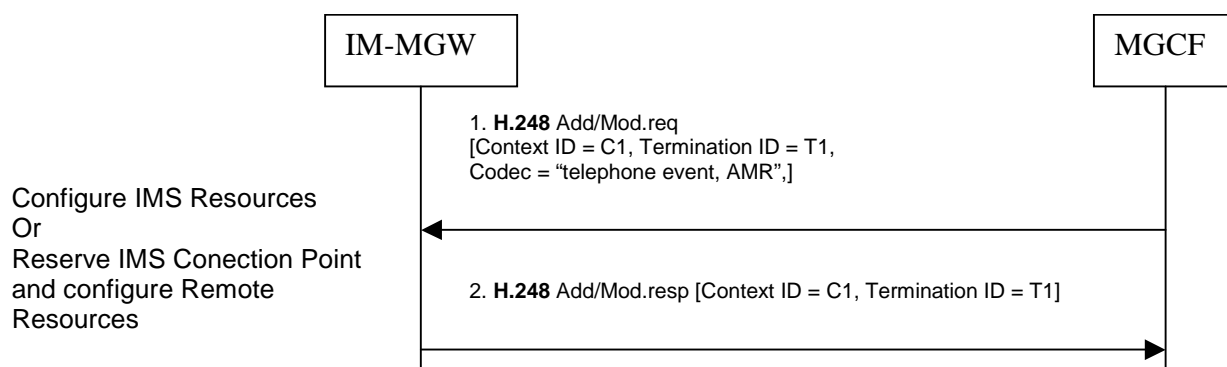 IM-MGW
MGCF
1. H.248 Add/Mod.req
[Context ID = C1, Termination ID = T1,
Codec = “telephone event, AMR”,]
Configure IMS Resources
Or
Reserve IMS Conection Point
and configure Remote
Resources
2. H.248 Add/Mod.resp [Context ID = C1, Termination ID = T1]